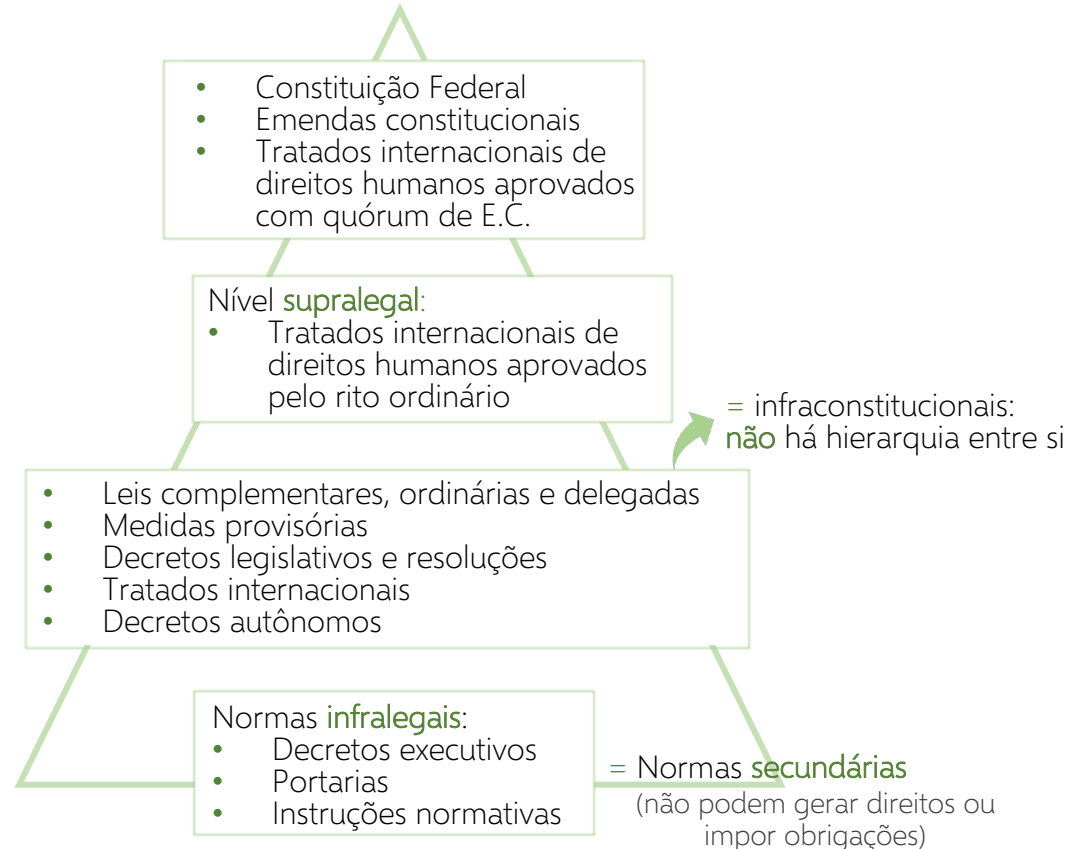 • Constituição Federal
• Emendas constitucionais
• Tratados internacionais de
direitos humanos aprovados
com quórum de E.C.
Nível supralegal:
• Tratados internacionais de
direitos humanos aprovados
pelo rito ordinário
= infraconstitucionais:
não há hierarquia entre si
• Leis complementares, ordinárias e delegadas
• Medidas provisórias
• Decretos legislativos e resoluções
• Tratados internacionais
• Decretos autônomos
Normas infralegais:
• Decretos executivos
• Portarias
• Instruções normativas
= Normas secundárias
(não podem gerar direitos ou
impor obrigações)